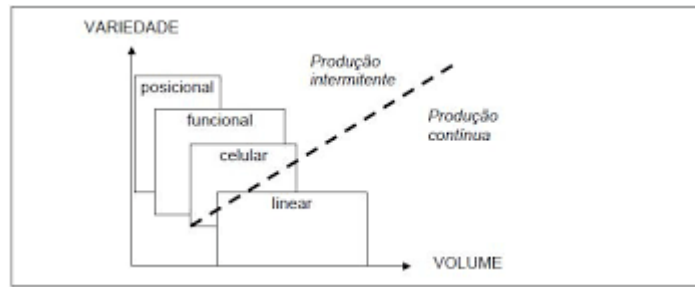 VARIEDADE
Produção
intermitente
posicional
Produção
contínua
funcional
celular
linear
VOLUME